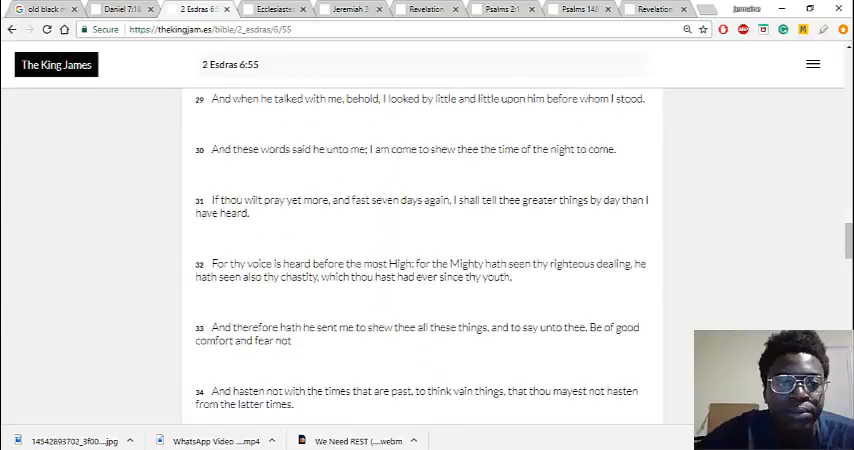 old black m
Daniel 7:18
2 Esdras 6:5
Ecclesiastes
Jeremiah 3
Revelation
Psalms 2:1
Psalms 148
Revelation
jermaine
Secure https://thekingjam.es/bible/2_esdras/6/55
The King James
2 Esdras 6:55
29 And when he talked with me, behold, I looked by little and little upon him before whom I stood.
30 And these words said he unto me; I am come to shew thee the time of the night to come.
31 If thou wilt pray yet more, and fast seven days again, I shall tell thee greater things by day than I
have heard.
32 For thy voice is heard before the most High: for the Mighty hath seen thy righteous dealing, he
hath seen also thy chastity, which thou hast had ever since thy youth.
33 And therefore hath he sent me to shew thee all these things, and to say unto thee, Be of good
comfort and fear not
34 And hasten not with the times that are past, to think vain things, that thou mayest not hasten
from the latter times.
14542893702_3f00....jpg
WhatsApp Video ....mp4
We Need REST (....webm